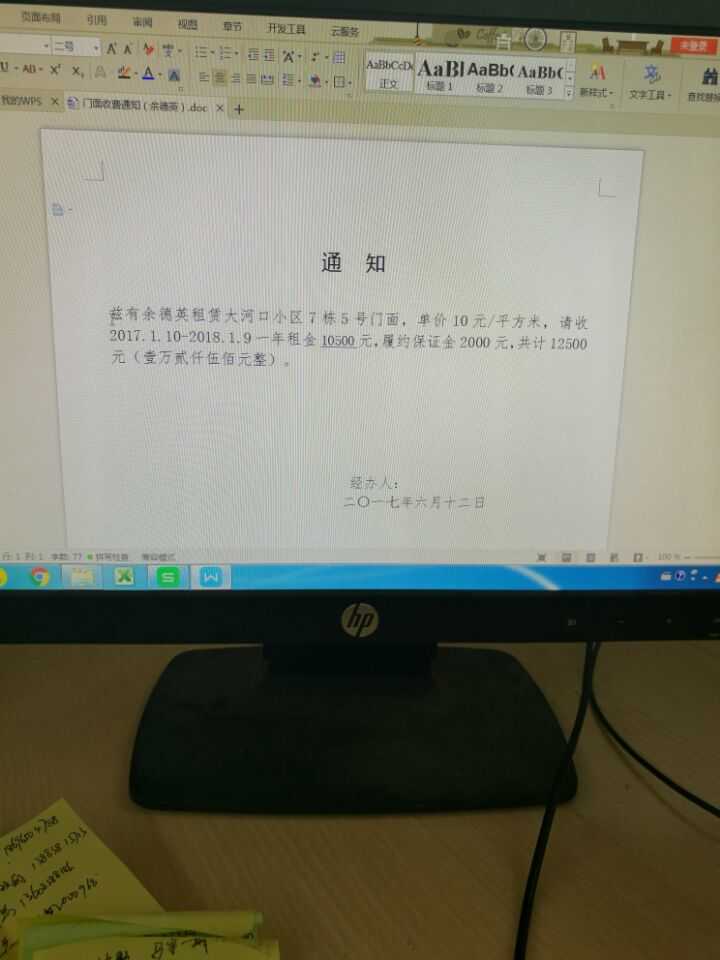 页面布局 引用 审阅 视图 章节 开发工具 云服务
未登录
二号
AaBbCcDd AaBl AaBb( AaBbC
正文 标题 1 标题 2 标题 3 新样式 文字工具 查找替换
我的WPS 门面收费通知（余德英）.doc
通 知
兹有余德英租赁大河口小区 7 栋 5 号门面，单价 10 元/平方米，请收
2017.1.10-2018.1.9 一年租金 10500 元,履约保证金 2000 元,共计 12500
元（壹万贰仟伍佰元整）。
经办人：
二〇一七年六月十二日
行: 1 列: 1 字数: 77 拼写检查 兼容模式 100 %
hp